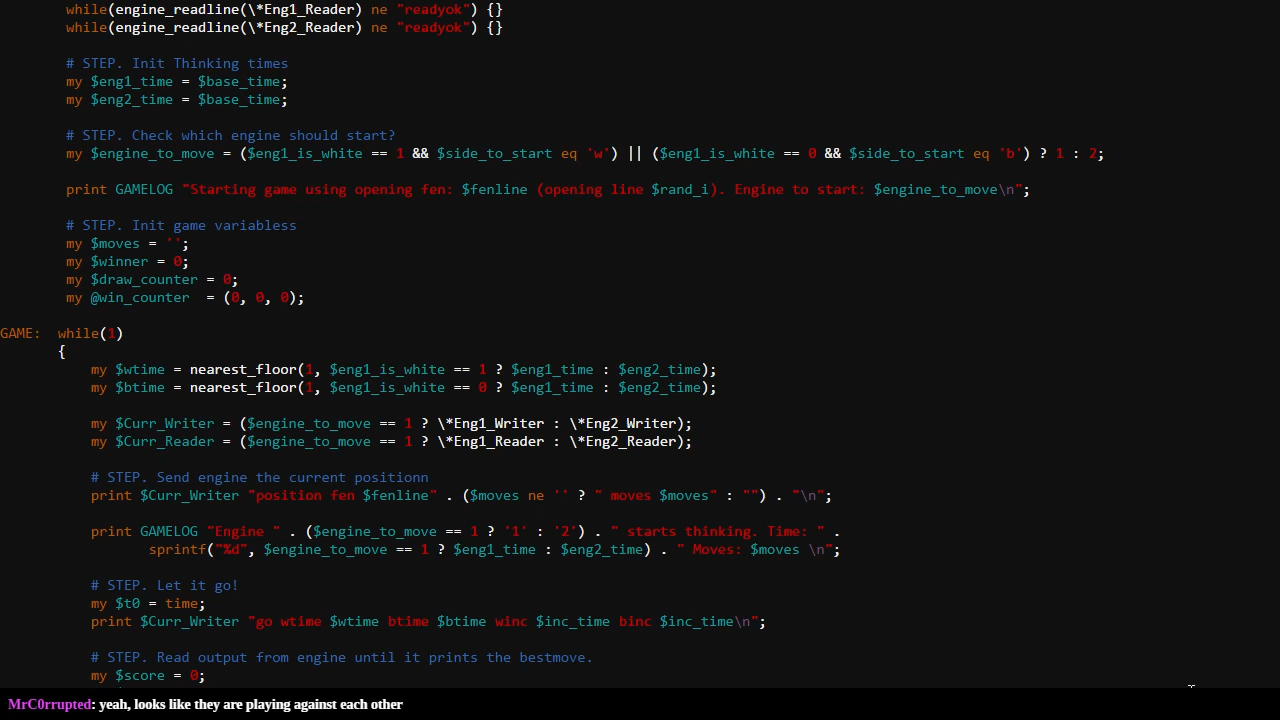 while(engine_readline(\*Eng1_Reader) ne "readyok") {}
while(engine_readline(\*Eng2_Reader) ne "readyok") {}
# STEP. Init Thinking times
my $eng1_time = $base_time;
my $eng2_time = $base_time;
# STEP. Check which engine should start?
my $engine_to_move = ($eng1_is_white == 1 && $side_to_start eq 'w') || ($eng1_is_white == 0 && $side_to_start eq 'b') ? 1 : 2;
print GAMELOG "Starting game using opening fen: $fenline (opening line $rand_i). Engine to start: $engine_to_move\n";
# STEP. Init game variabless
my $moves = '';
my $winner = 0;
my $draw_counter = 0;
my @win_counter  = (0, 0, 0);
GAME:  while(1)
{
my $wtime = nearest_floor(1, $eng1_is_white == 1 ? $eng1_time : $eng2_time);
my $btime = nearest_floor(1, $eng1_is_white == 0 ? $eng1_time : $eng2_time);
my $Curr_Writer = ($engine_to_move == 1 ? \*Eng1_Writer : \*Eng2_Writer);
my $Curr_Reader = ($engine_to_move == 1 ? \*Eng1_Reader : \*Eng2_Reader);
# STEP. Send engine the current positionn
print $Curr_Writer "position fen $fenline" . ($moves ne '' ? " moves $moves" : "") . "\n";
print GAMELOG "Engine " . ($engine_to_move == 1 ? '1' : '2') . " starts thinking. Time: " .
sprintf("%d", $engine_to_move == 1 ? $eng1_time : $eng2_time) . " Moves: $moves \n";
# STEP. Let it go!
my $t0 = time;
print $Curr_Writer "go wtime $wtime btime $btime winc $inc_time binc $inc_time\n";
# STEP. Read output from engine until it prints the bestmove.
my $score = 0;
MrC0rrupted: yeah, looks like they are playing against each other